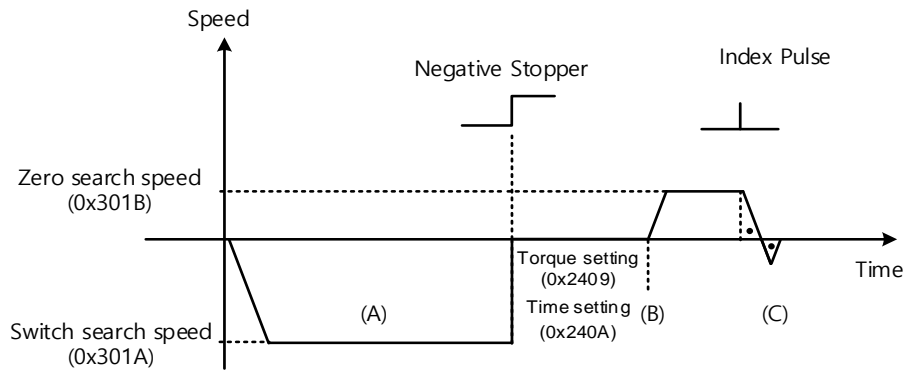 Speed
Negative Stopper
Index Pulse
Zero search speed
(0x301B)
Torque setting
(0x2409)
Time
(A)
Time setting
(0x240A)
(B)
(C)
Switch search speed
(0x301A)